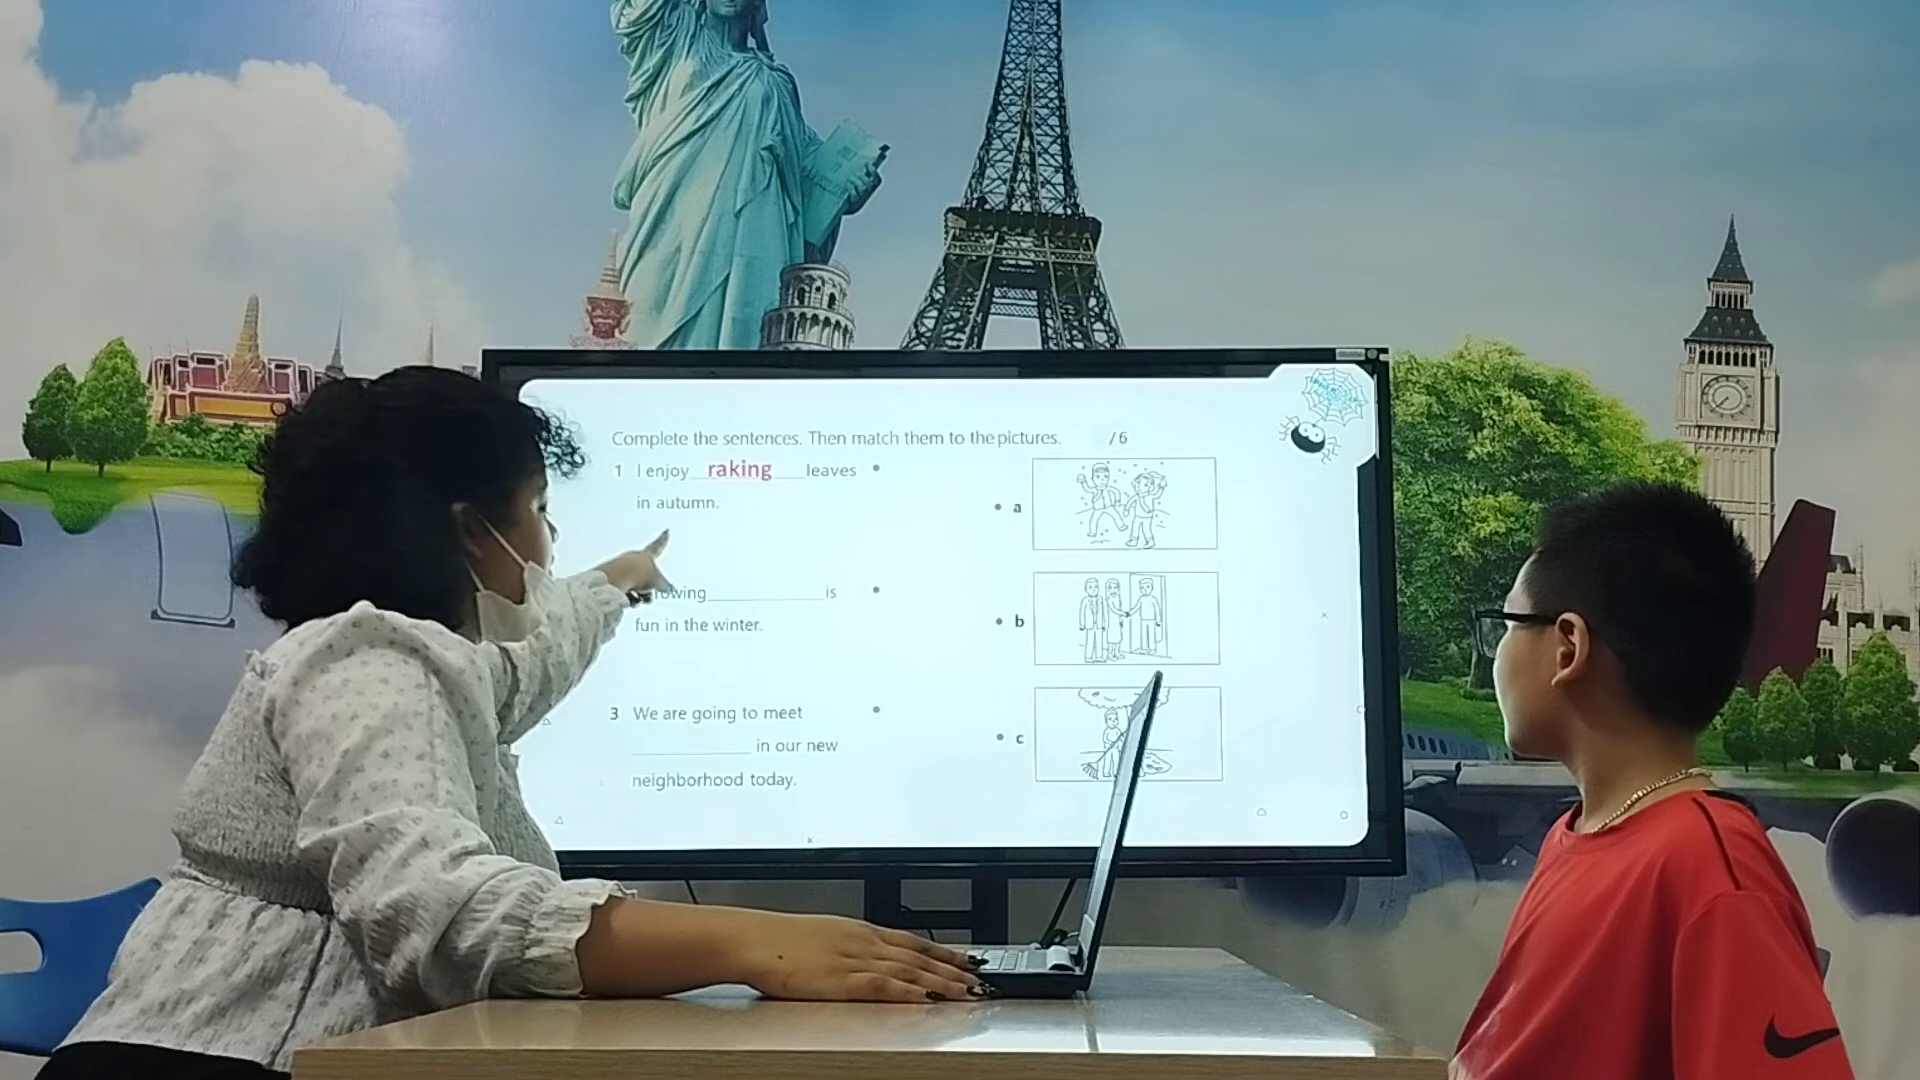 Complete the sentences. Then match them to the pictures. /6
1 I enjoy raking leaves
in autumn.
a
is
fun in the winter.
b
3 We are going to meet
in our new
neighborhood today.
c